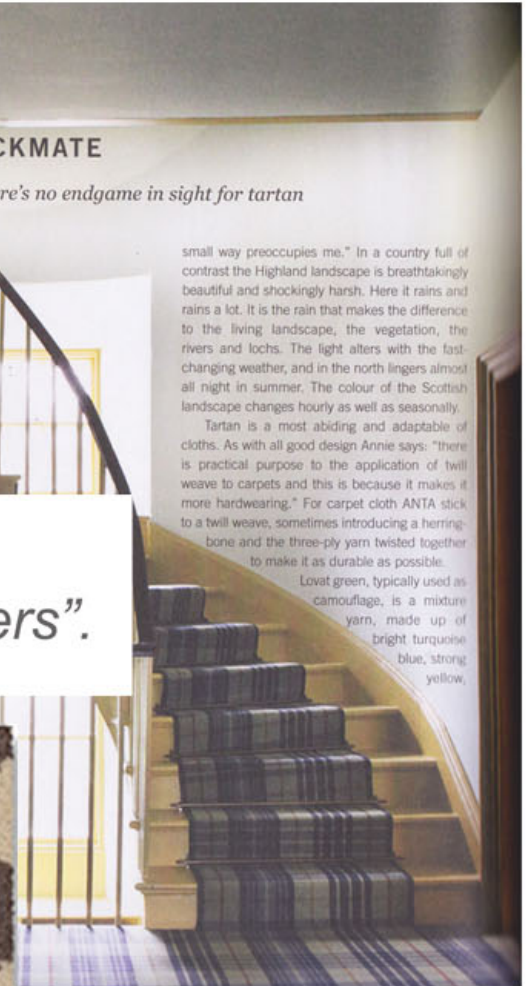 CKMATE
re's no endgame in sight for tartan
small way preoccupies me." In a country full of
contrast the Highland landscape is breathtakingly
beautiful and shockingly harsh. Here it rains and
rains a lot. It is the rain that makes the difference
to the living landscape, the vegetation, the
rivers and lochs. The light alters with the fast-
changing weather, and in the north lingers almost
all night in summer. The colour of the Scottish
landscape changes hourly as well as seasonally.
Tartan is a most abiding and adaptable of
cloths. As with all good design Annie says: "there
is practical purpose to the application of twill
weave to carpets and this is because it makes it
more hardwearing." For carpet cloth ANTA stick
to a twill weave, sometimes introducing a herring-
bone and the three-ply yarn twisted together
to make it as durable as possible.
Lovat green, typically used as
camouflage, is a mixture
yarn, made up of
bright turquoise
blue, strong
yellow,
ers”.